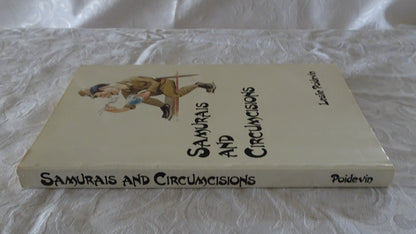 SAMURAIS
AND
CIRCUMCISIONS
Leslie Poidevin
SAMURAIS AND CIRCUMCISIONS Poidevin